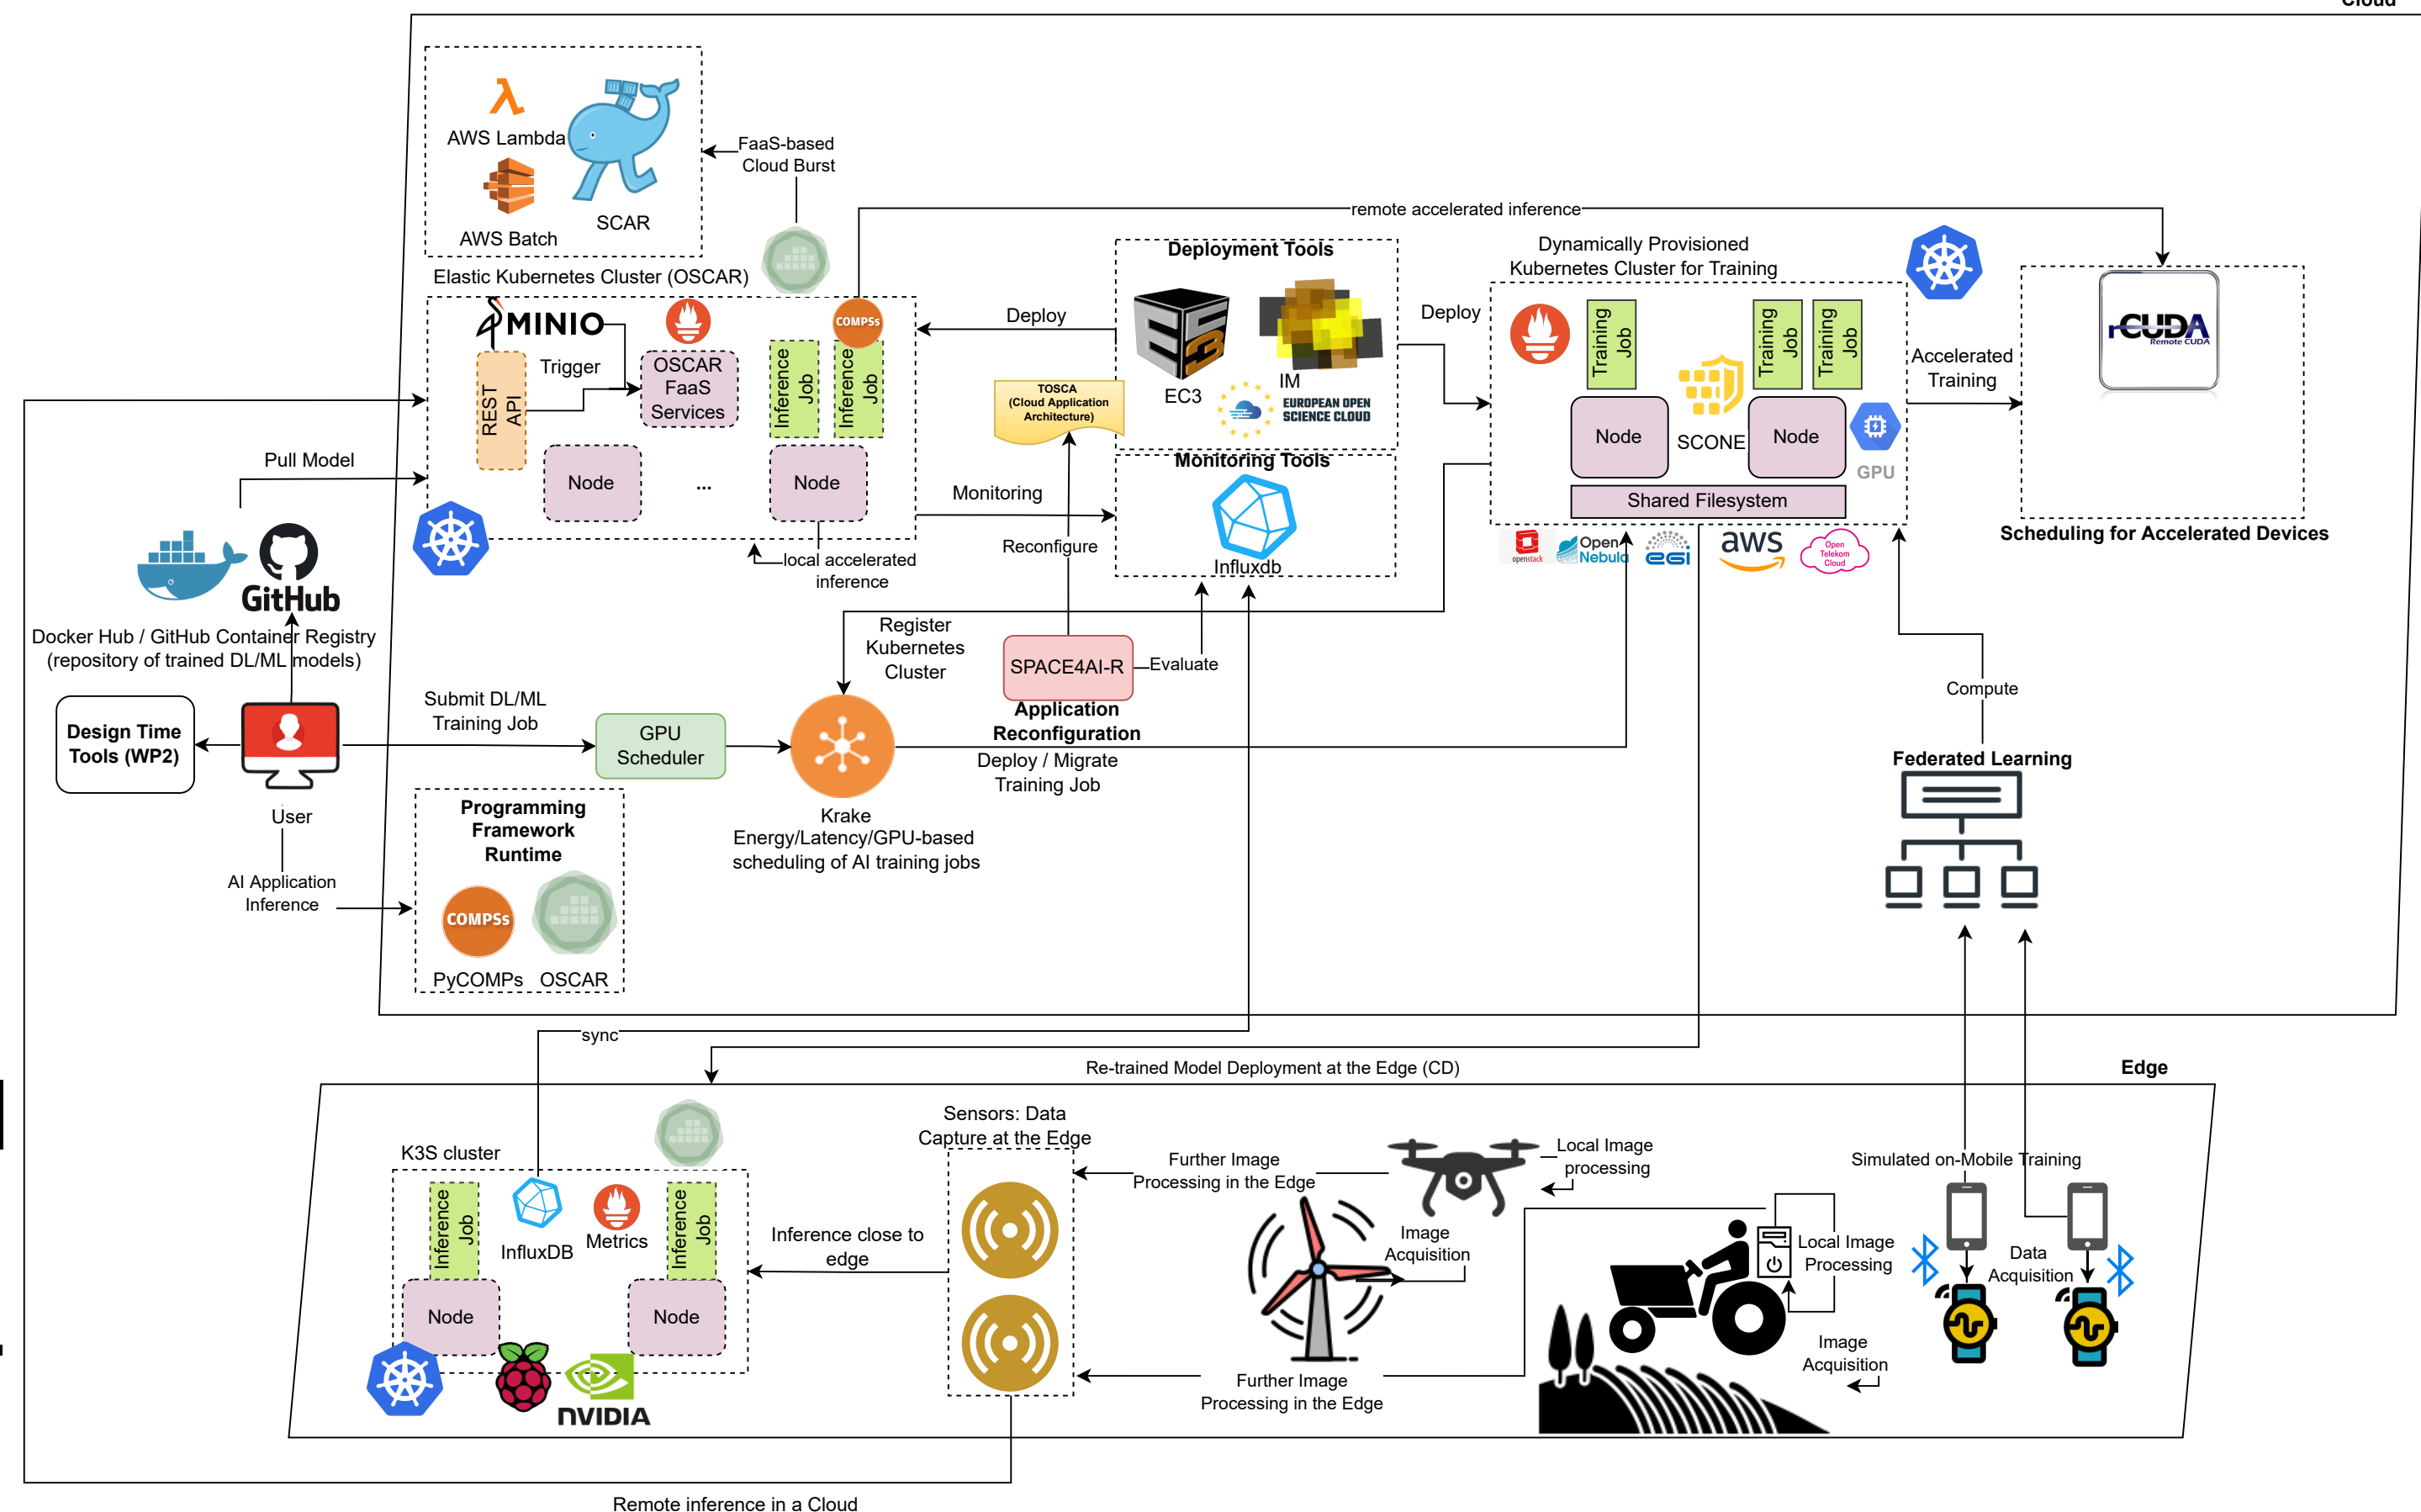 Cloud
AWS Lambda
AWS Batch
SCAR
FaaS-based
Cloud Burst
Elastic Kubernetes Cluster (OSCAR)
MINIO
Trigger
REST
API
OSCAR
FaaS
Services
COMPSs
Inference
Job
Inference
Job
Node
...
Node
local accelerated
inference
remote accelerated inference
Deploy
Monitoring
TOSCA
(Cloud Application
Architecture)
Reconfigure
Deployment Tools
EC3
IM
EUROPEAN OPEN
SCIENCE CLOUD
Monitoring Tools
Influxdb
Deploy
Dynamically Provisioned
Kubernetes Cluster for Training
Training
Job
Training
Job
Training
Job
Node
SCONE
Node
GPU
Shared Filesystem
openstack
Open
Nebula
egi
aws
Open
Telekom
Cloud
Accelerated
Training
rCUDA
Remote CUDA
Scheduling for Accelerated Devices
Pull Model
GitHub
Docker Hub / GitHub Container Registry
(repository of trained DL/ML models)
Design Time
Tools (WP2)
User
Submit DL/ML
Training Job
GPU
Scheduler
Register
Kubernetes
Cluster
Krake
Energy/Latency/GPU-based
scheduling of AI training jobs
SPACE4AI-R
Evaluate
Application
Reconfiguration
Deploy / Migrate
Training Job
Compute
Federated Learning
AI Application
Inference
Programming
Framework
Runtime
COMPSs
PyCOMPs
OSCAR
sync
Re-trained Model Deployment at the Edge (CD)
Edge
K3S cluster
Inference
Job
InfluxDB
Metrics
Inference
Job
Node
Node
NVIDIA
Inference close to
edge
Sensors: Data
Capture at the Edge
Further Image
Processing in the Edge
Local Image
processing
Image
Acquisition
Further Image
Processing in the Edge
Local Image
Processing
Image
Acquisition
Simulated on-Mobile Training
Data
Acquisition
Remote inference in a Cloud